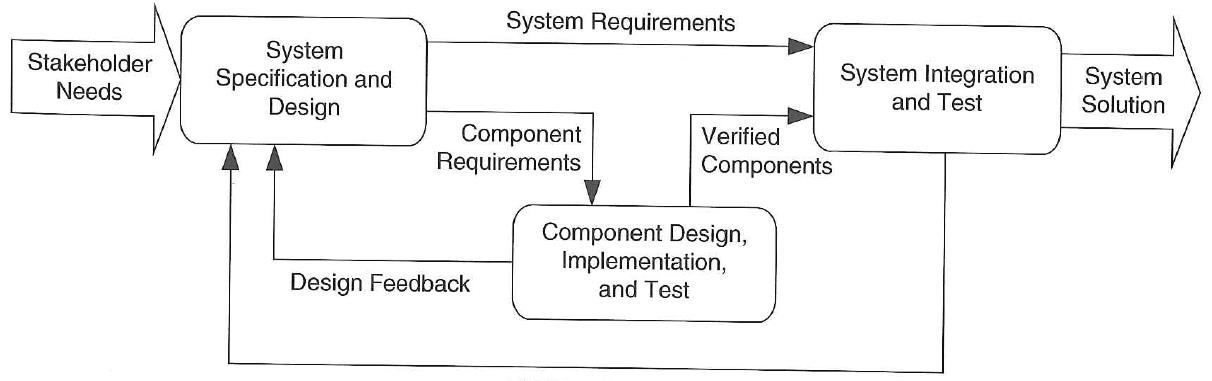 System Requirements
Stakeholder
Needs
System
Specification and
Design
System Integration
and Test
System
Solution
Component
Requirements
Verified
Components
Component Design,
Implementation,
and Test
Design Feedback